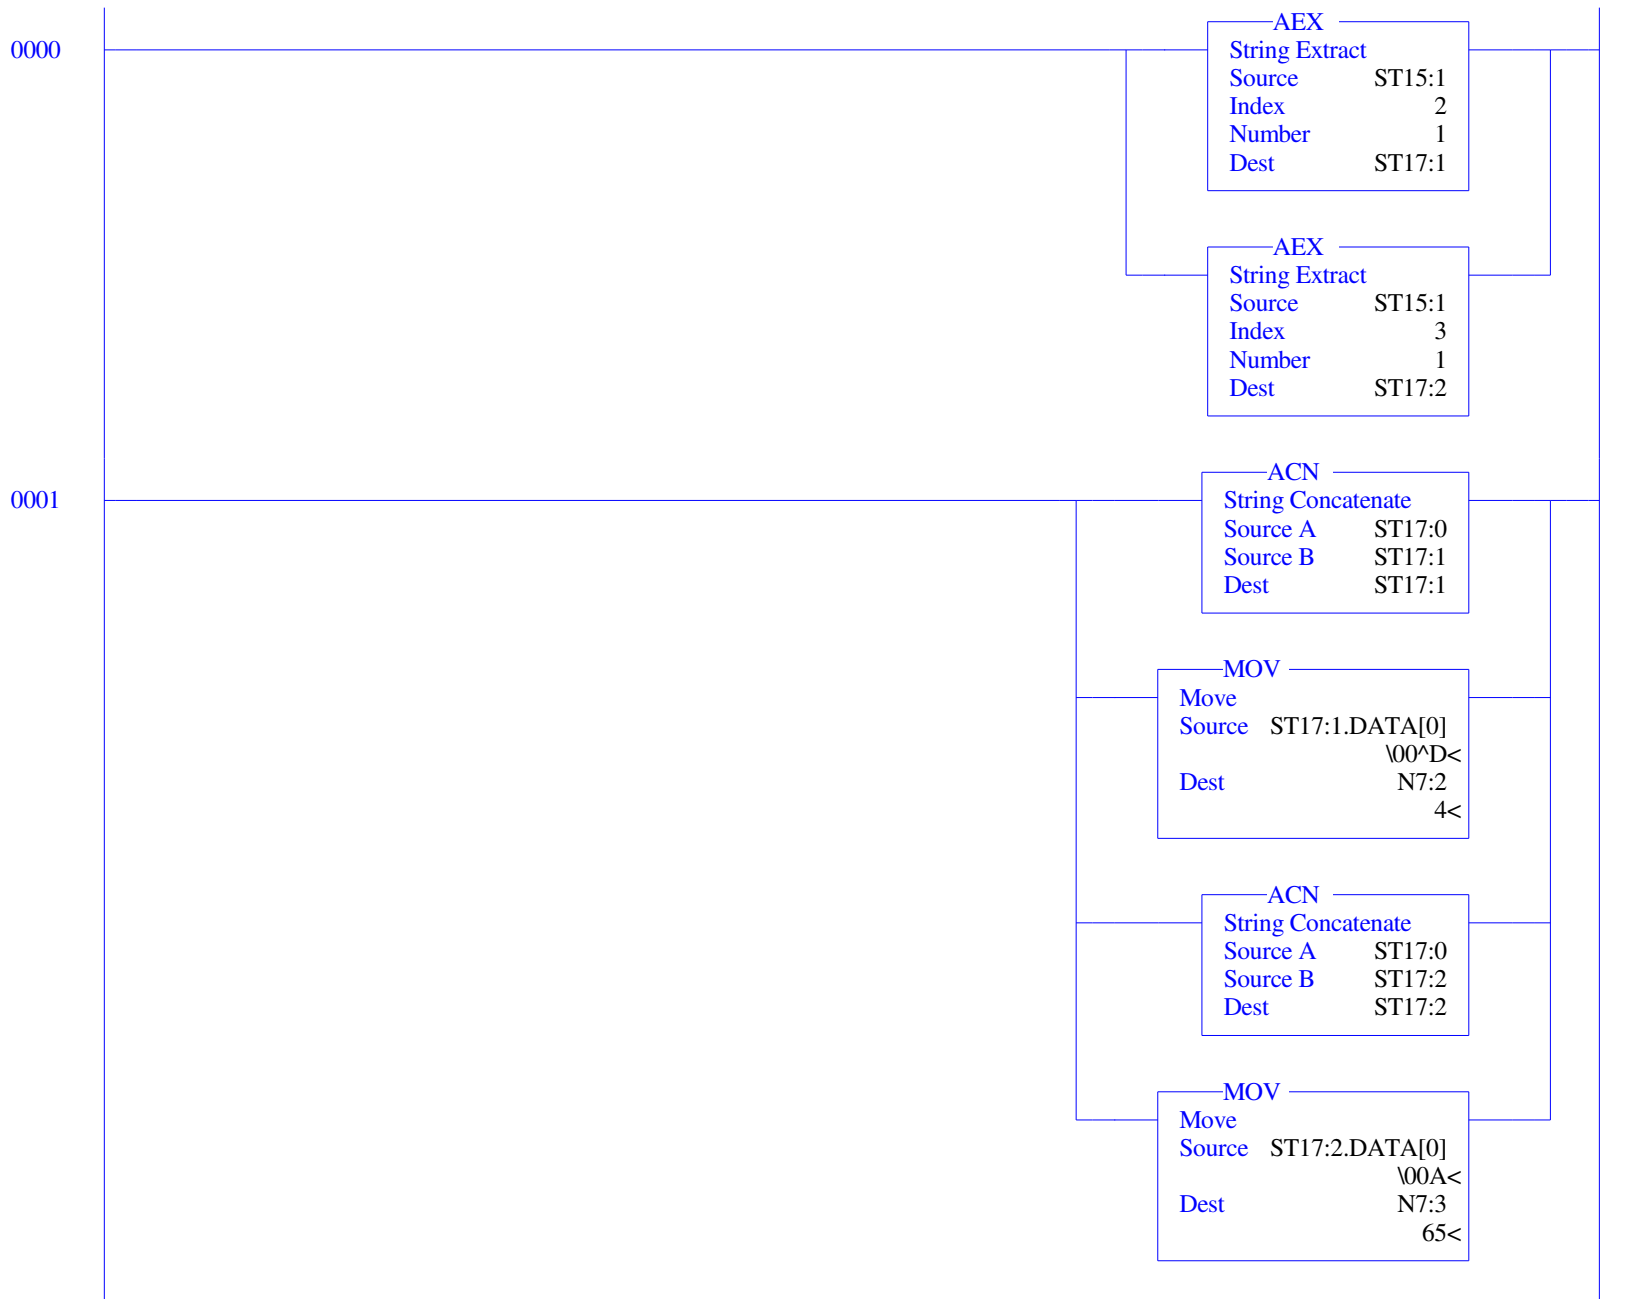 0000
AEX
String Extract
Source ST15:1
Index 2
Number 1
Dest ST17:1
AEX
String Extract
Source ST15:1
Index 3
Number 1
Dest ST17:2
0001
ACN
String Concatenate
Source A ST17:0
Source B ST17:1
Dest ST17:1
MOV
Move
Source ST17:1.DATA[0]
\00^D<
Dest N7:2
4<
ACN
String Concatenate
Source A ST17:0
Source B ST17:2
Dest ST17:2
MOV
Move
Source ST17:2.DATA[0]
\00A<
Dest N7:3
65<